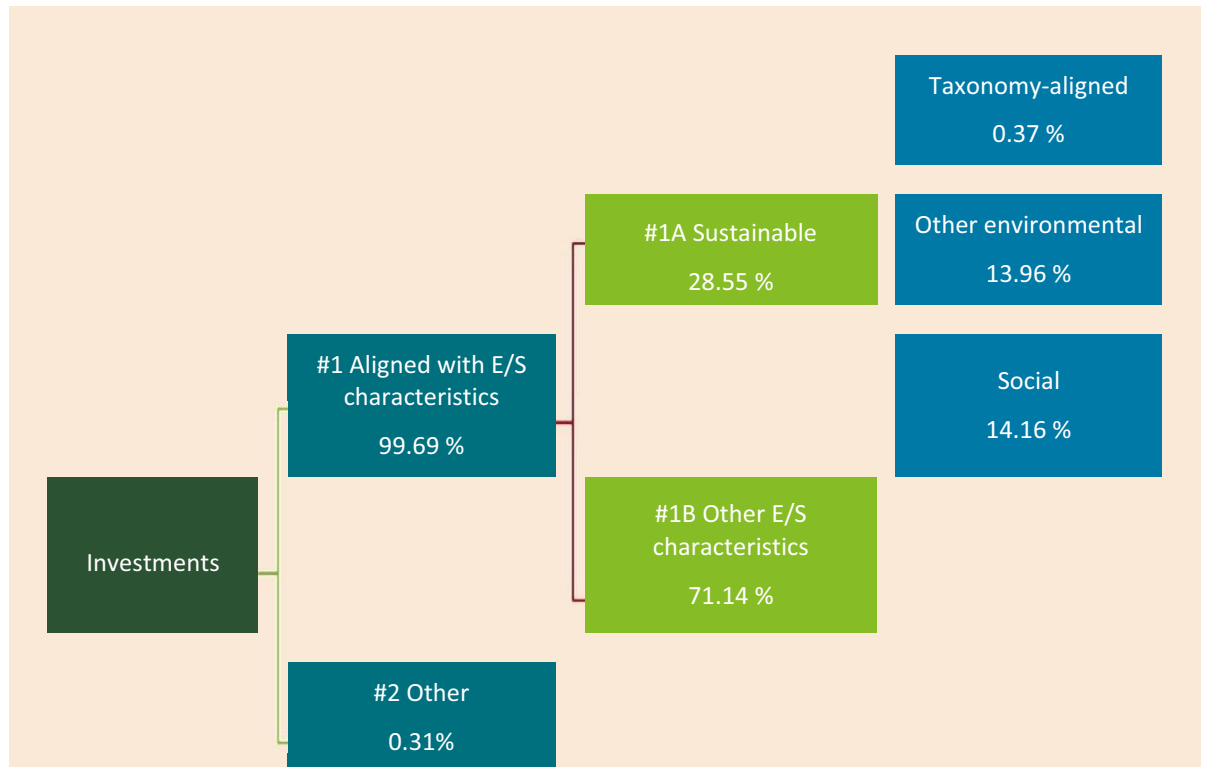 Taxonomy-aligned
0.37 %
#1A Sustainable
28.55 %
Other environmental
13.96 %
#1 Aligned with E/S
characteristics
99.69 %
Social
14.16 %
Investments
#1B Other E/S
characteristics
71.14 %
#2 Other
0.31%